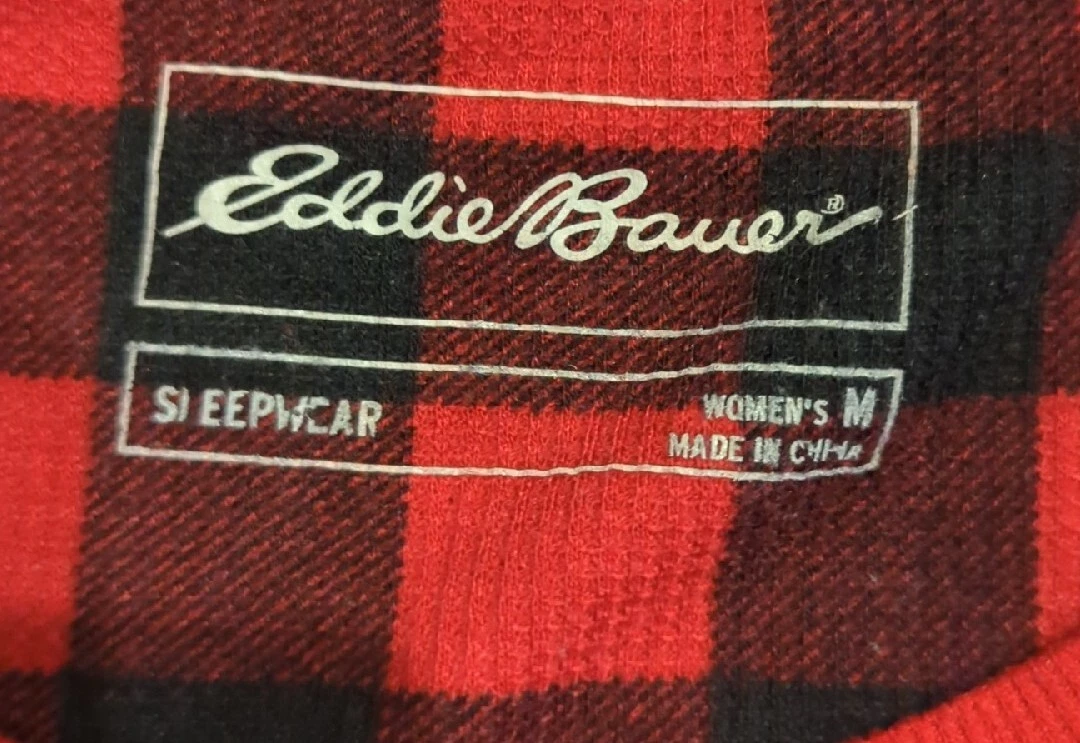 Eddie Bauer®
SLEEPWEAR
WOMEN'S M
MADE IN CHINA